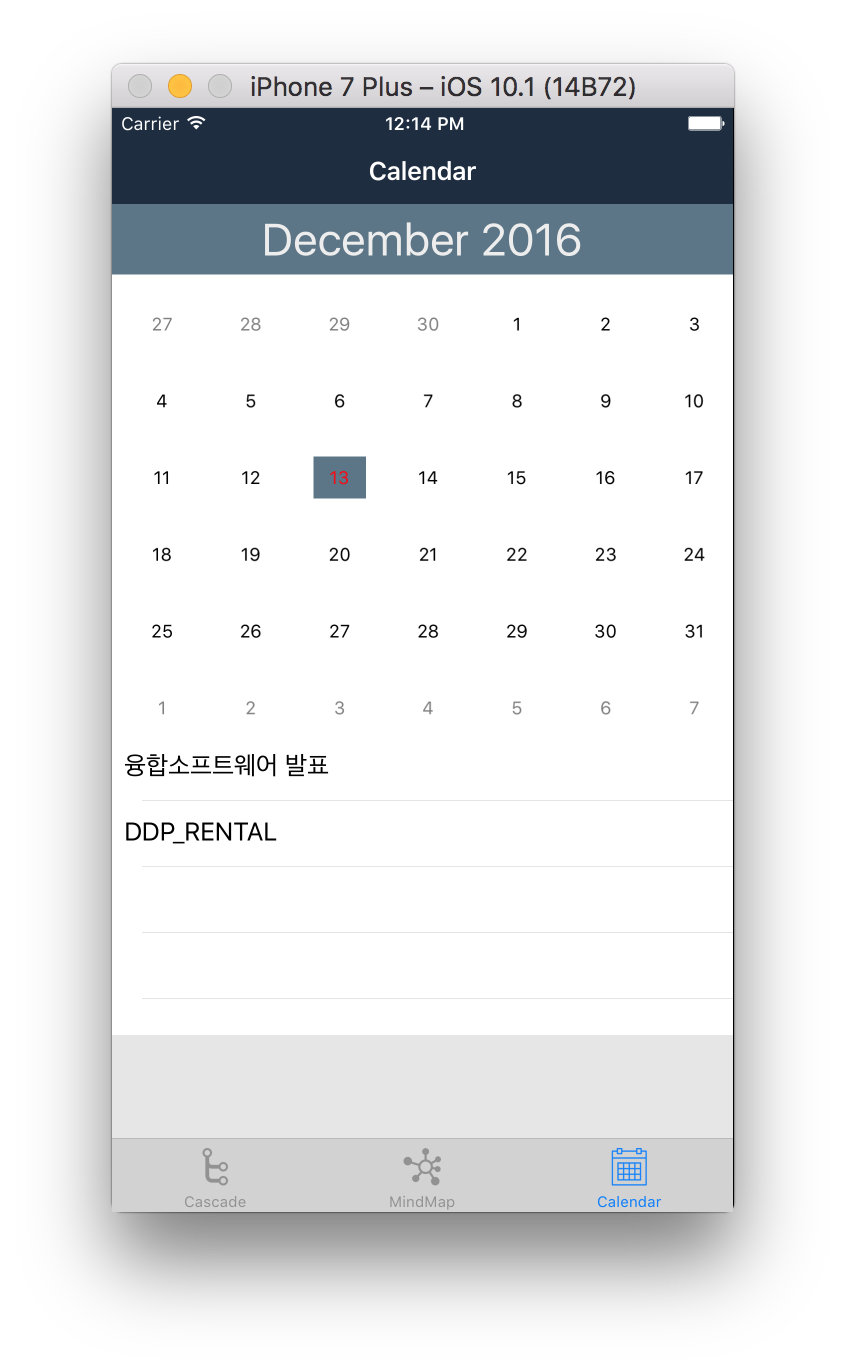 iPhone 7 Plus – iOS 10.1 (14B72)
Carrier 12:14 PM
Calendar
December 2016
27 28 29 30 1 2 3
4 5 6 7 8 9 10
11 12 13 14 15 16 17
18 19 20 21 22 23 24
25 26 27 28 29 30 31
1 2 3 4 5 6 7
융합소프트웨어 발표
DDP_RENTAL
Cascade MindMap Calendar